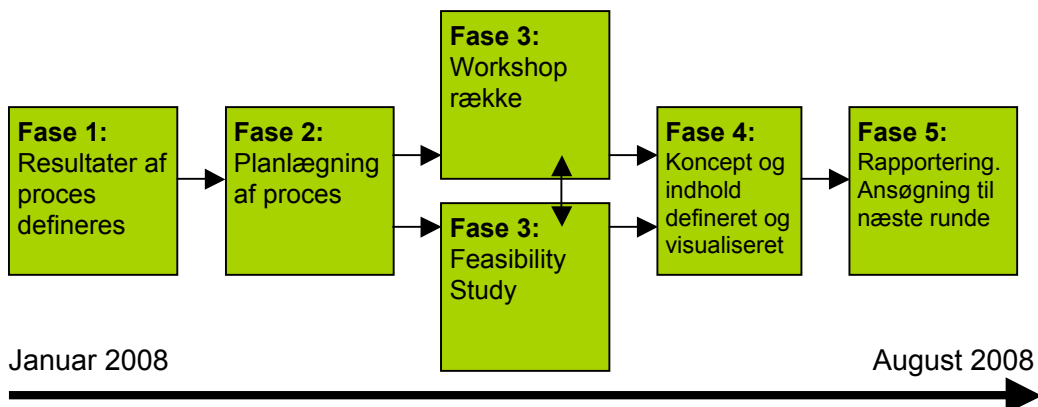 Fase 1:
Resultater af
proces
defineres
Fase 2:
Planlægning
af proces
Fase 3:
Workshop
række
Fase 3:
Feasibility
Study
Fase 4:
Koncept og
indhold
defineret og
visualiseret
Fase 5:
Rapportering.
Ansøgning til
næste runde
Januar 2008
August 2008